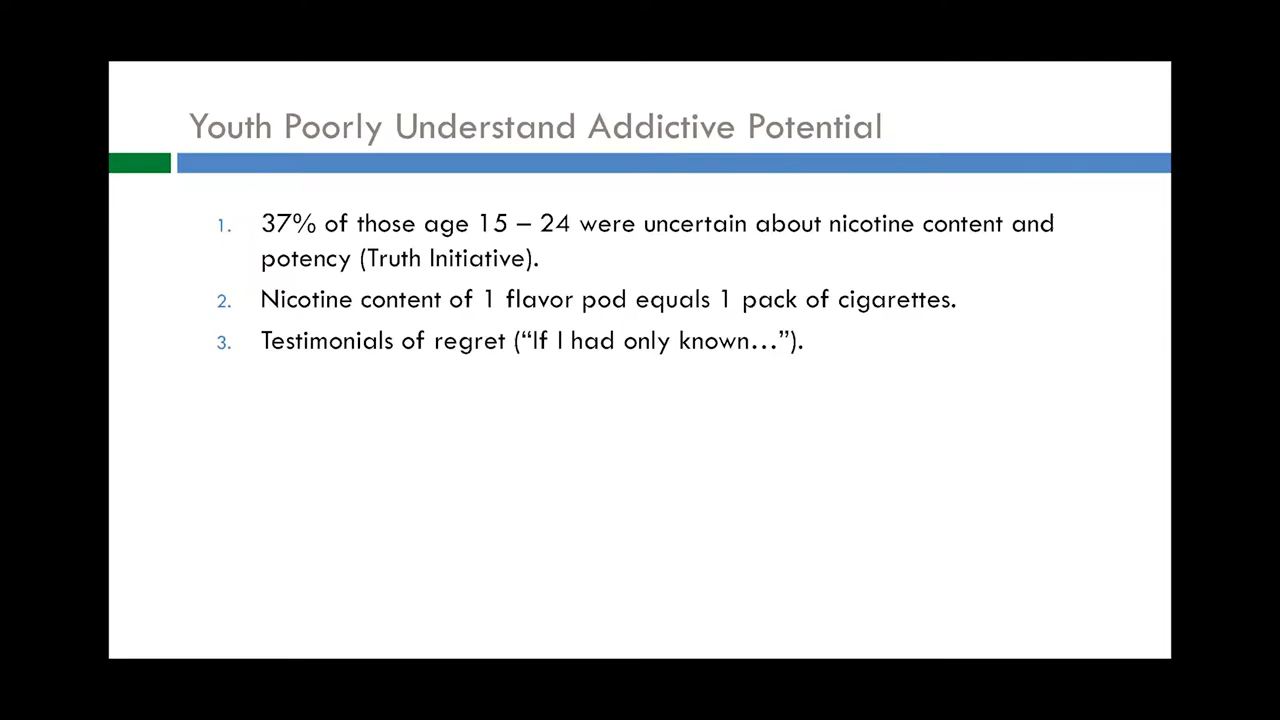 Youth Poorly Understand Addictive Potential
1. 37% of those age 15 – 24 were uncertain about nicotine content and
potency (Truth Initiative).
2. Nicotine content of 1 flavor pod equals 1 pack of cigarettes.
3. Testimonials of regret (“If I had only known…”).